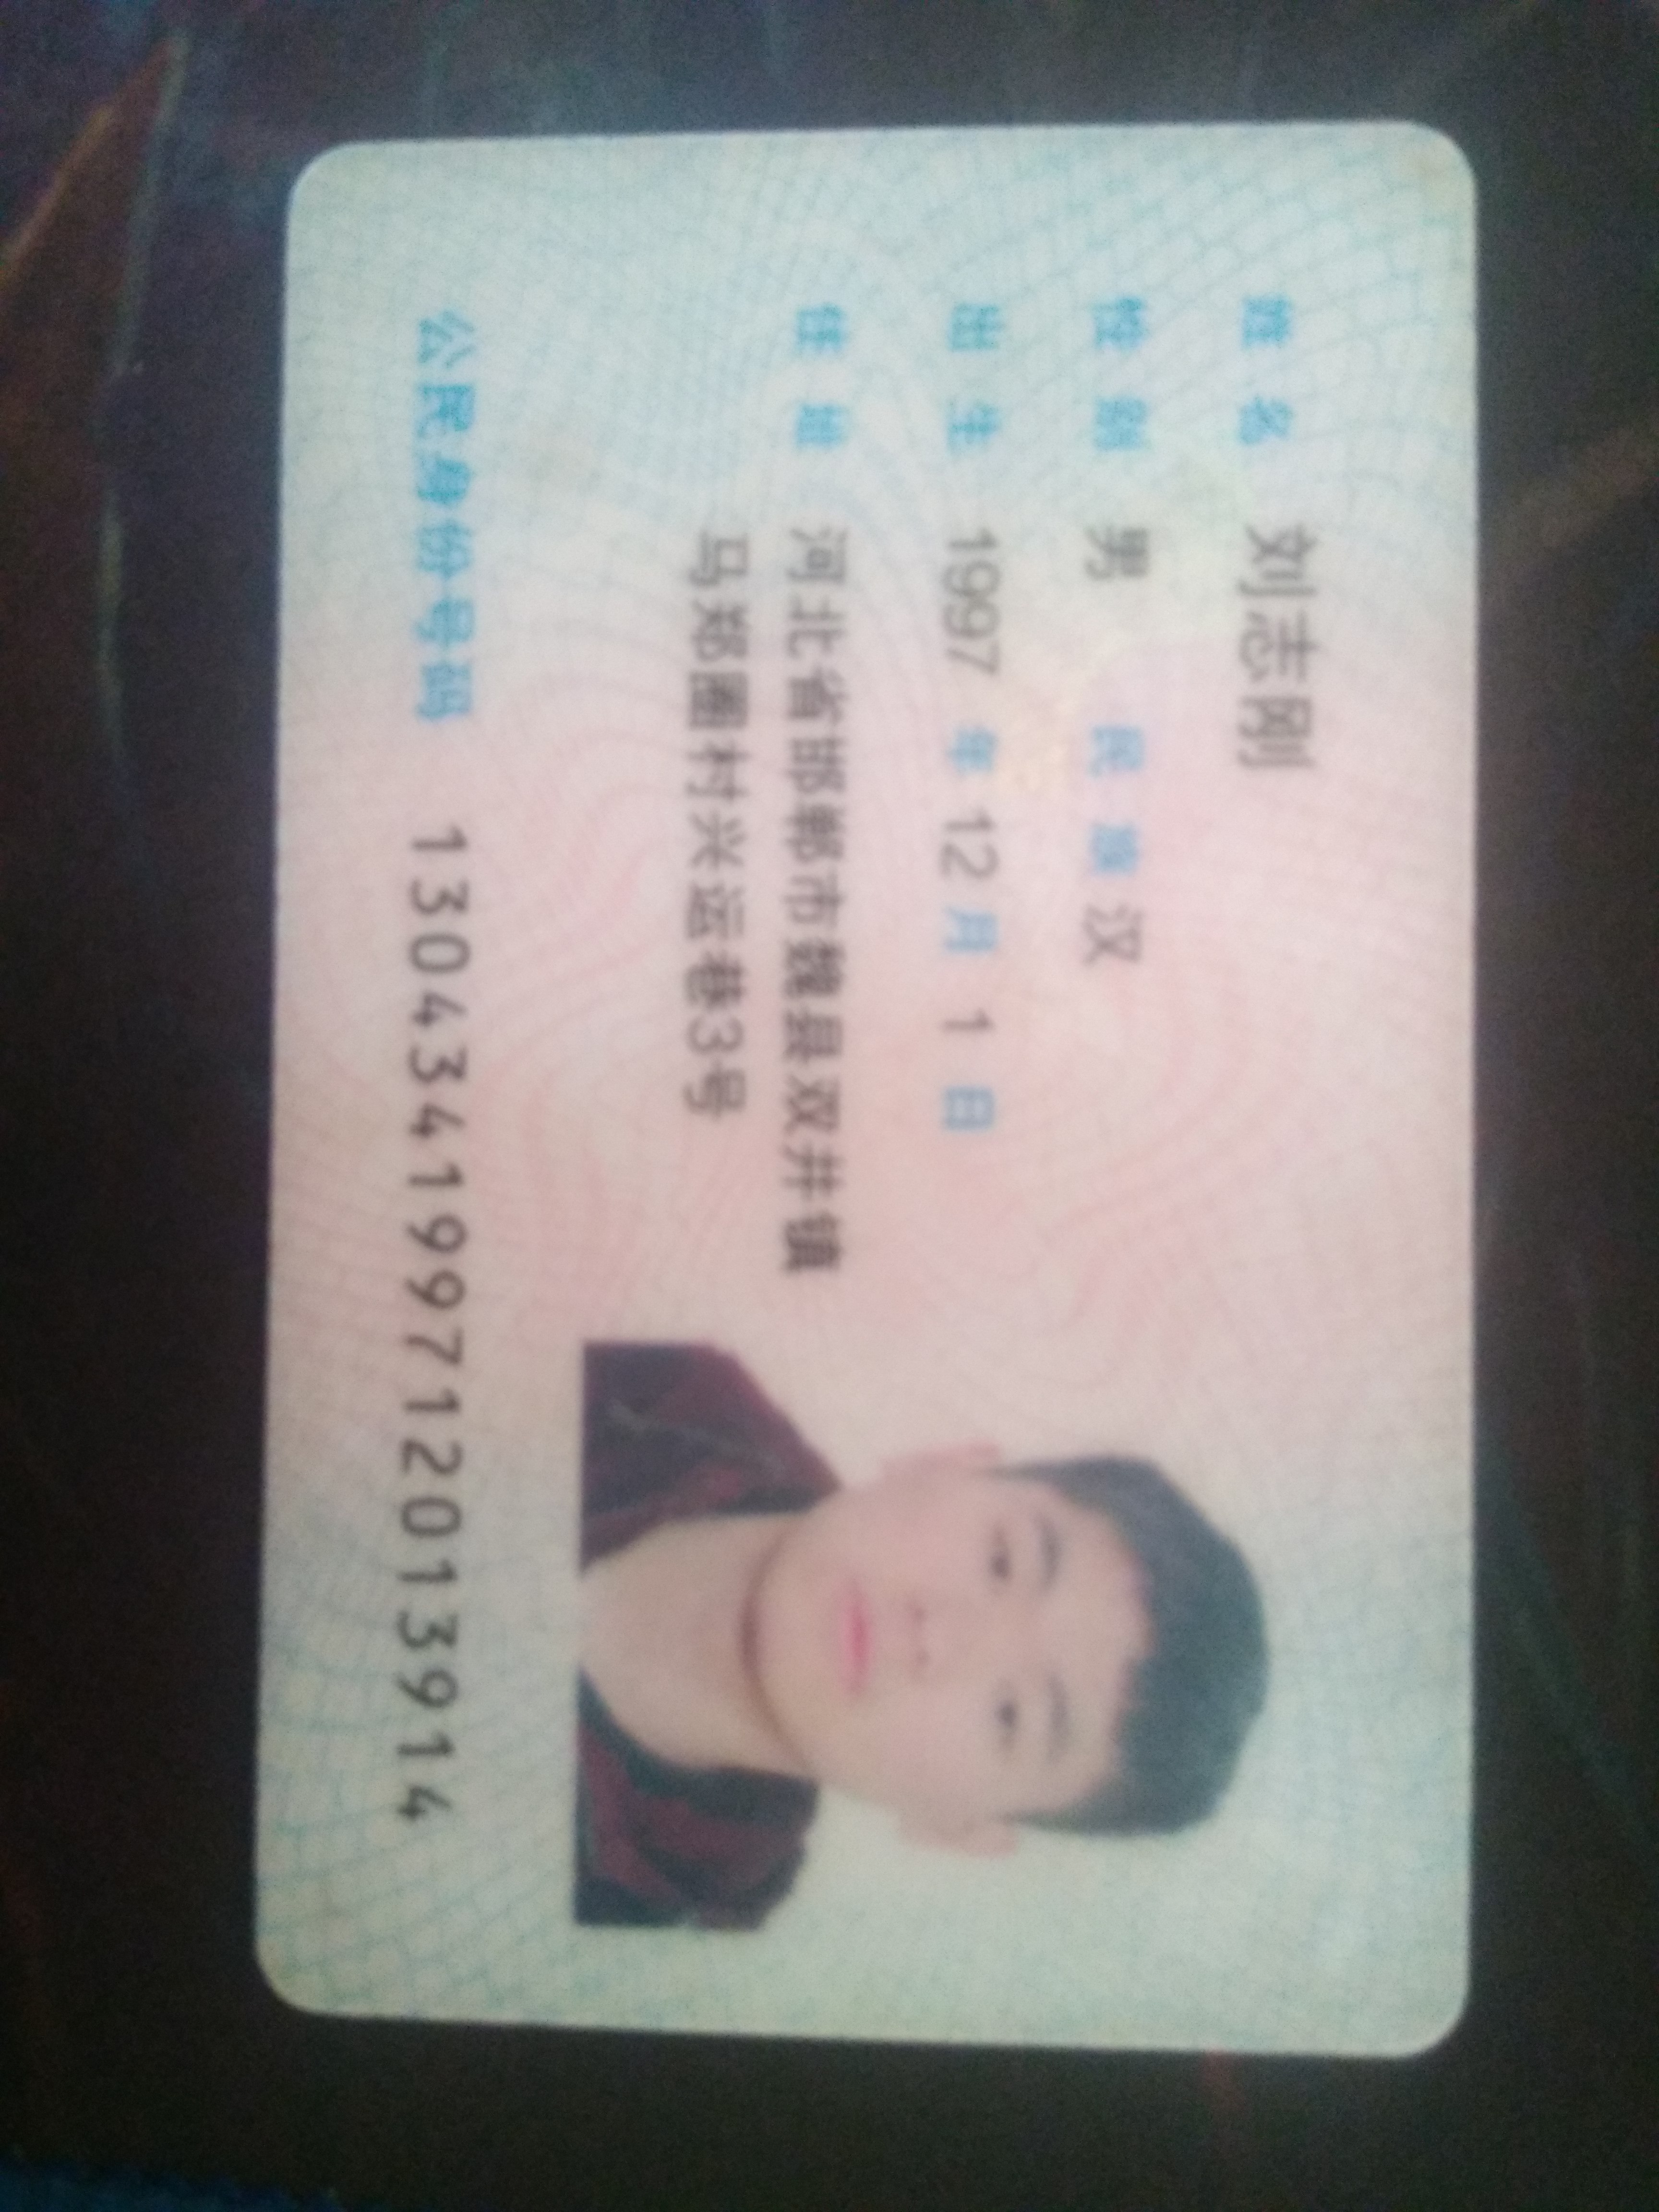 姓名 刘志刚
性别 男 民族 汉
出生 1997 年 12 月 1 日
住址 河北省邯郸市魏县双井镇
马郑圈村兴运巷3号
公民身份号码 130434199712013914